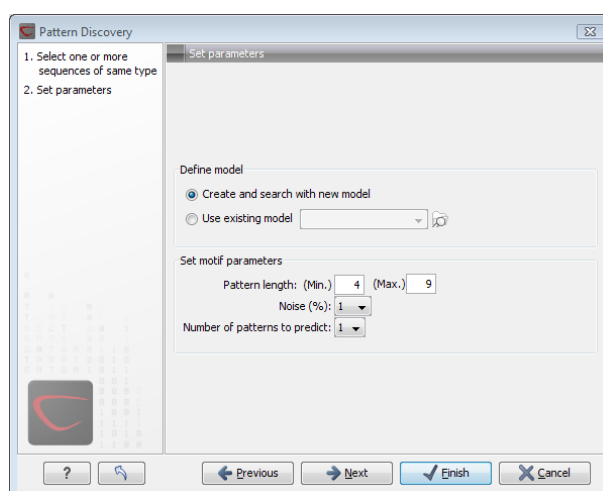 Pattern Discovery
1. Select one or more
sequences of same type
2. Set parameters
Set parameters
Define model
Create and search with new model
Use existing model
Set motif parameters
Pattern length: (Min.) 4 (Max.) 9
Noise (%): 1
Number of patterns to predict: 1
? Previous Next Finish Cancel